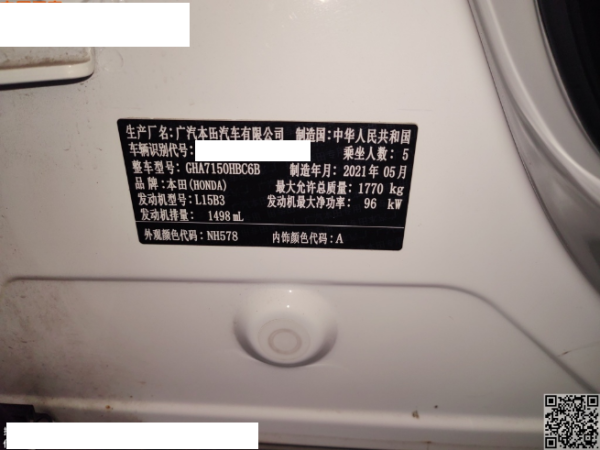 生产厂名:广汽本田汽车有限公司 制造国:中华人民共和国
车辆识别代号: 乘坐人数:5
整车型号:GHA7150HBC6B 制造年月:2021年05月
品牌:本田(HONDA) 最大允许总质量:1770 kg
发动机型号:L15B3 发动机最大净功率: 96 kW
发动机排量: 1498 mL
外观颜色代码:NH578 内饰颜色代码:A